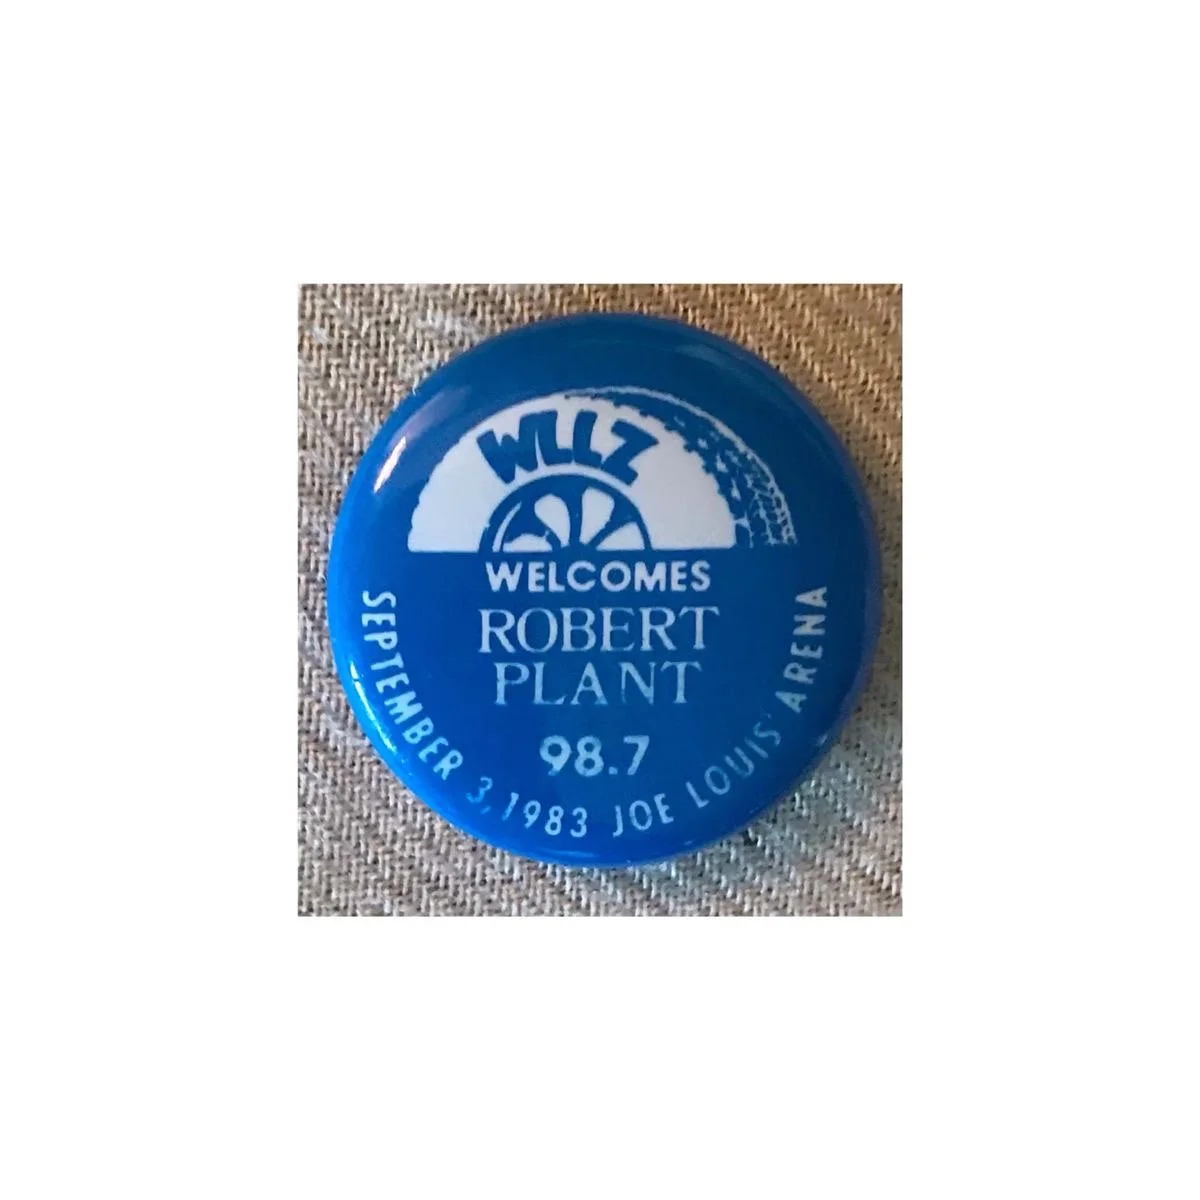 WLLZ
WELCOMES
ROBERT
PLANT
98.7
SEPTEMBER 3, 1983 JOE LOUIS ARENA